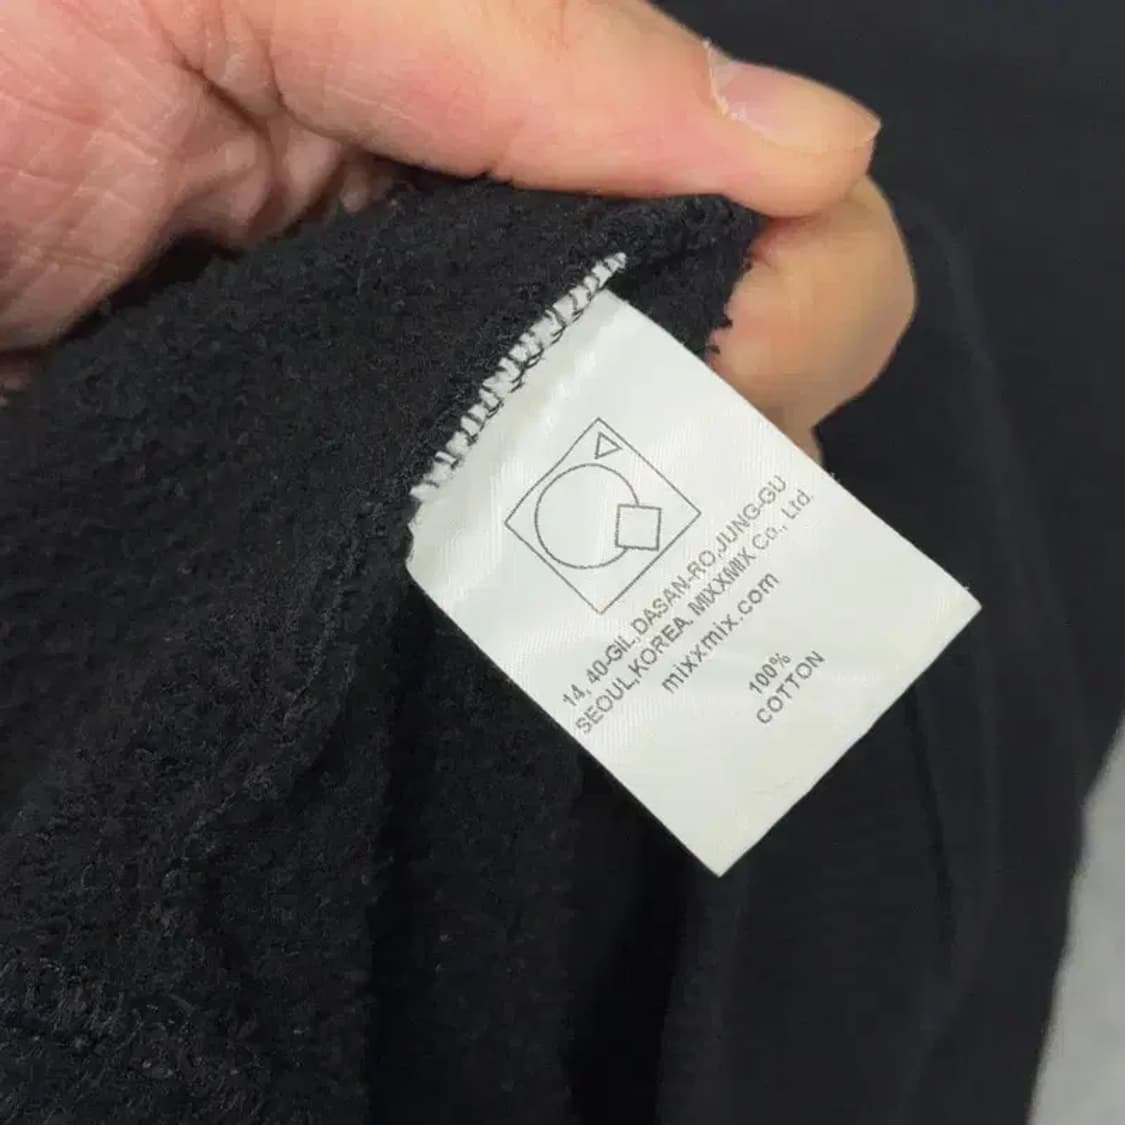 14, 40-GIL, DASAN-RO,JUNG-GU
SEOUL,KOREA. MIXXMIX Co., Ltd.
mixxmix.com
100%
COTTON